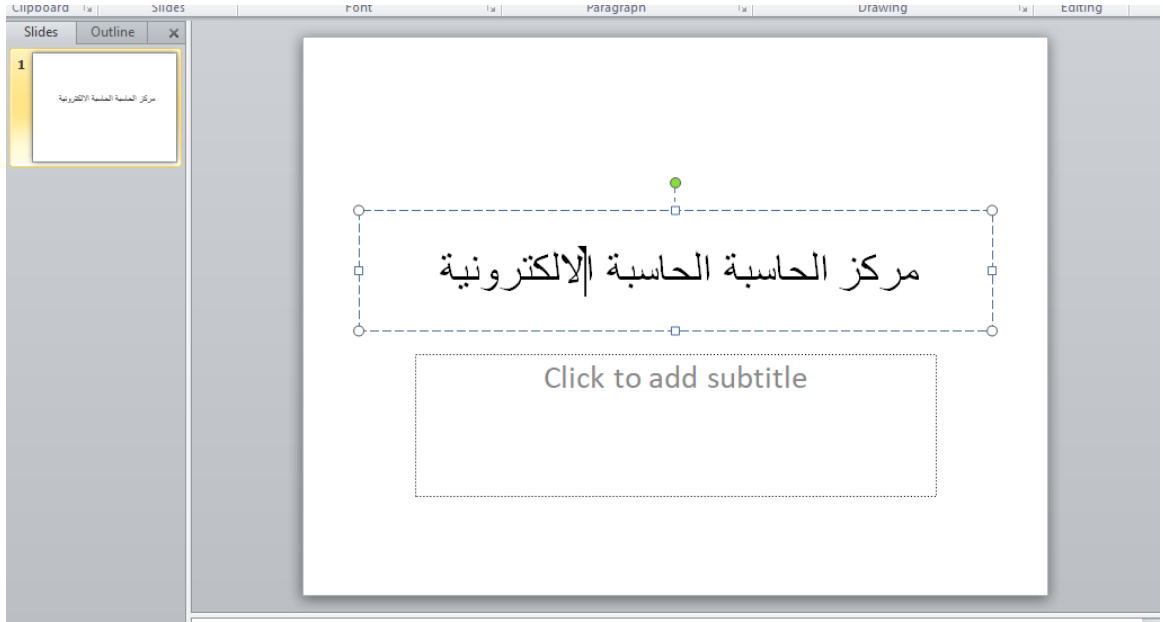 Clipboard Slides Font Paragraph Drawing Editing
Slides Outline
1
مركز الحاسبة الحاسبة الالكترونية
مركز الحاسبة الحاسبة الالكترونية
Click to add subtitle